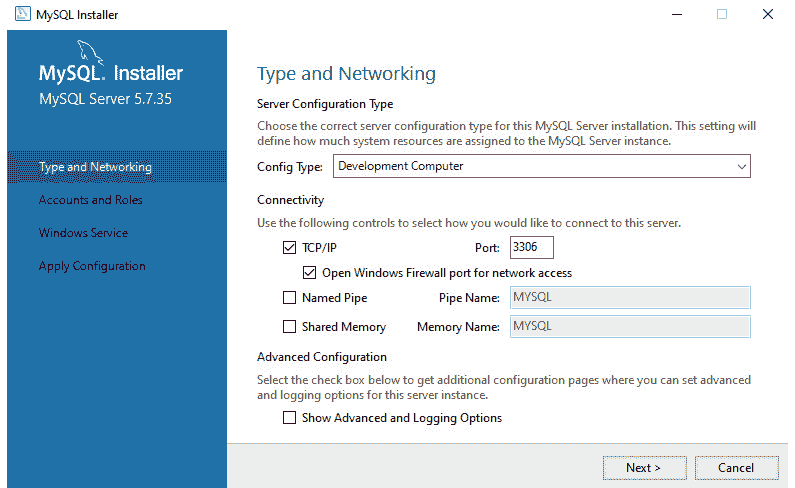 MySQL Installer
MySQL. Installer
MySQL Server 5.7.35
Type and Networking
Accounts and Roles
Windows Service
Apply Configuration
Type and Networking
Server Configuration Type
Choose the correct server configuration type for this MySQL Server installation. This setting will
define how much system resources are assigned to the MySQL Server instance.
Config Type: Development Computer
Connectivity
Use the following controls to select how you would like to connect to this server.
TCP/IP Port: 3306
Open Windows Firewall port for network access
Named Pipe Pipe Name: MYSQL
Shared Memory Memory Name: MYSQL
Advanced Configuration
Select the check box below to get additional configuration pages where you can set advanced
and logging options for this server instance.
Show Advanced and Logging Options
Next > Cancel